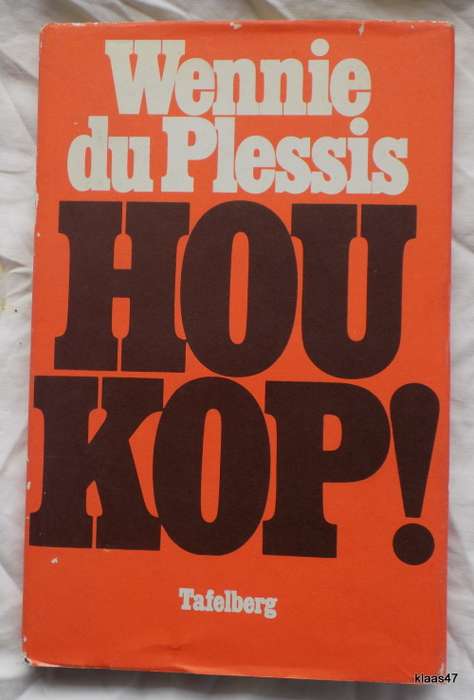 Wennie
du Plessis
HOU
KOP!
Tafelberg
klaas47